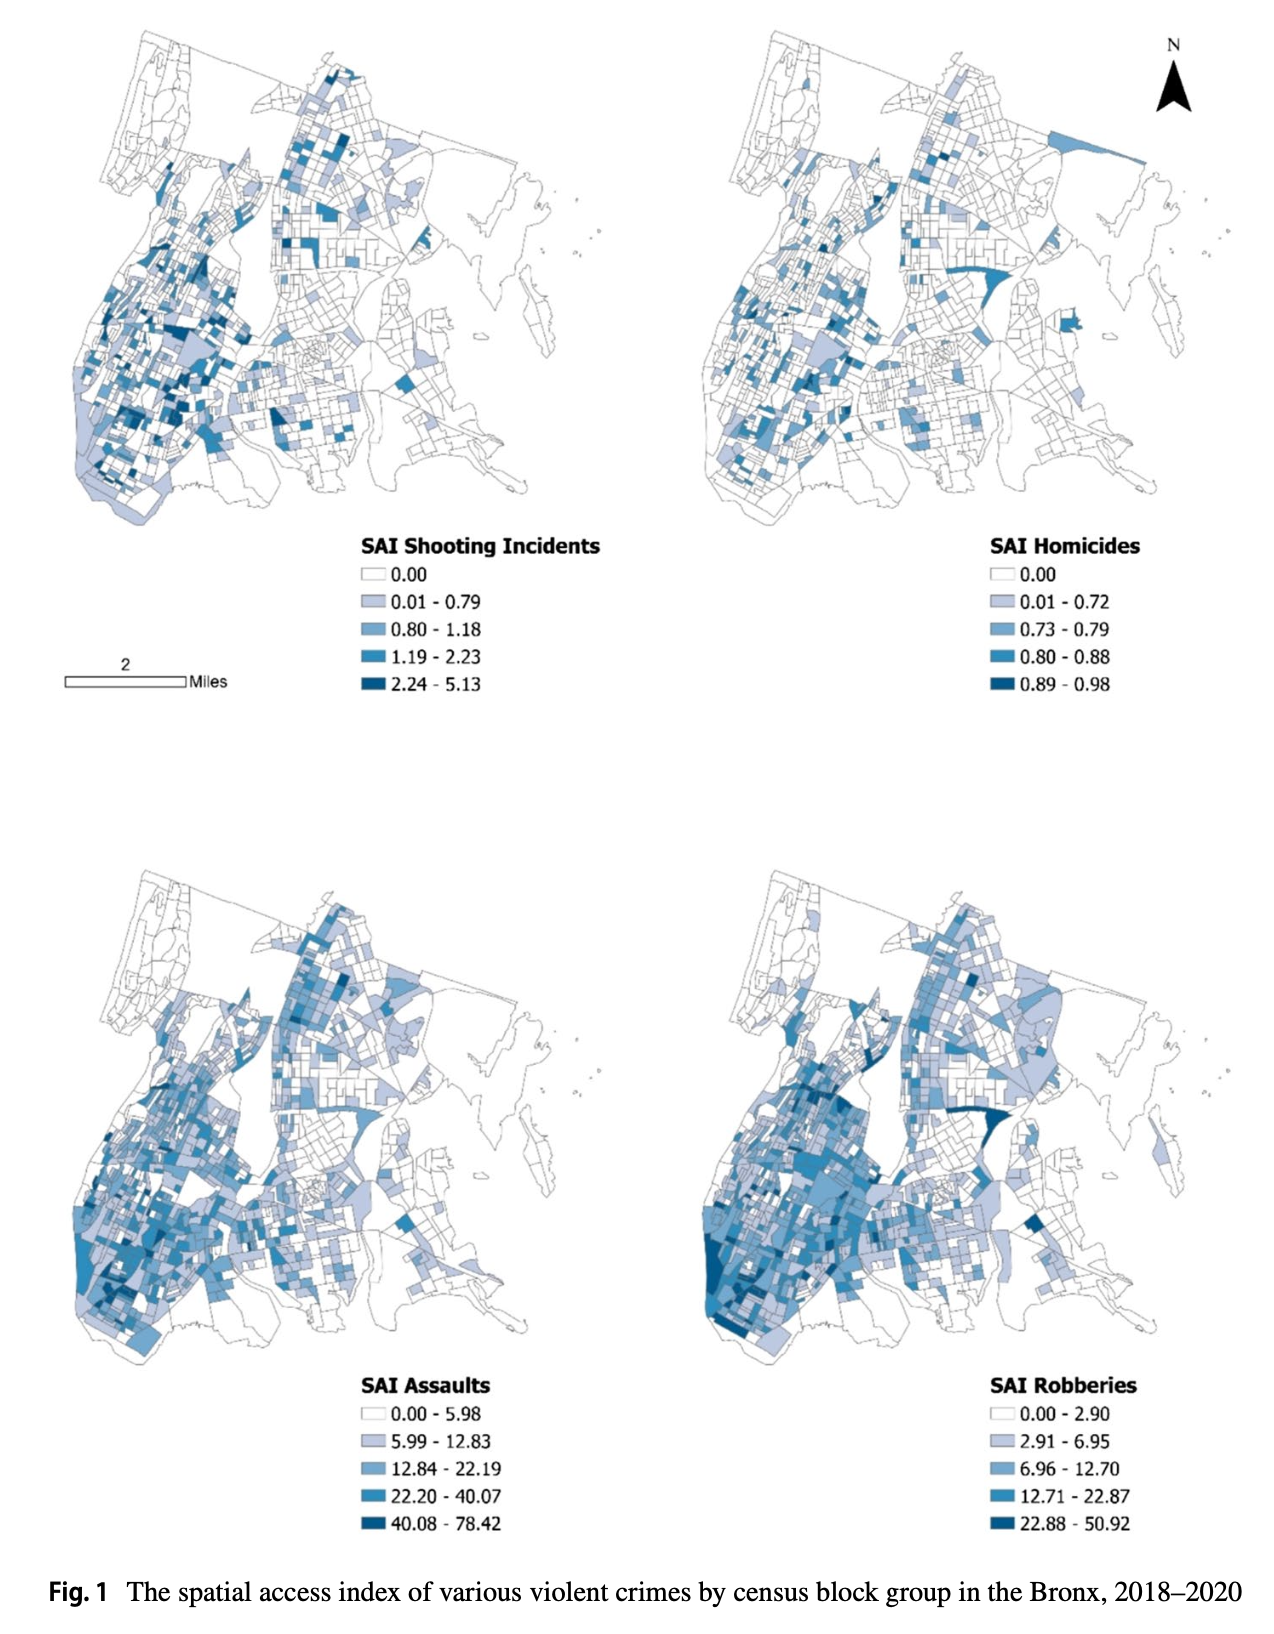 N
SAI Shooting Incidents
0.00
0.01 - 0.79
0.80 - 1.18
1.19 - 2.23
2.24 - 5.13
2
Miles
SAI Homicides
0.00
0.01 - 0.72
0.73 - 0.79
0.80 - 0.88
0.89 - 0.98
SAI Assaults
0.00 - 5.98
5.99 - 12.83
12.84 - 22.19
22.20 - 40.07
40.08 - 78.42
SAI Robberies
0.00 - 2.90
2.91 - 6.95
6.96 - 12.70
12.71 - 22.87
22.88 - 50.92
Fig. 1 The spatial access index of various violent crimes by census block group in the Bronx, 2018–2020